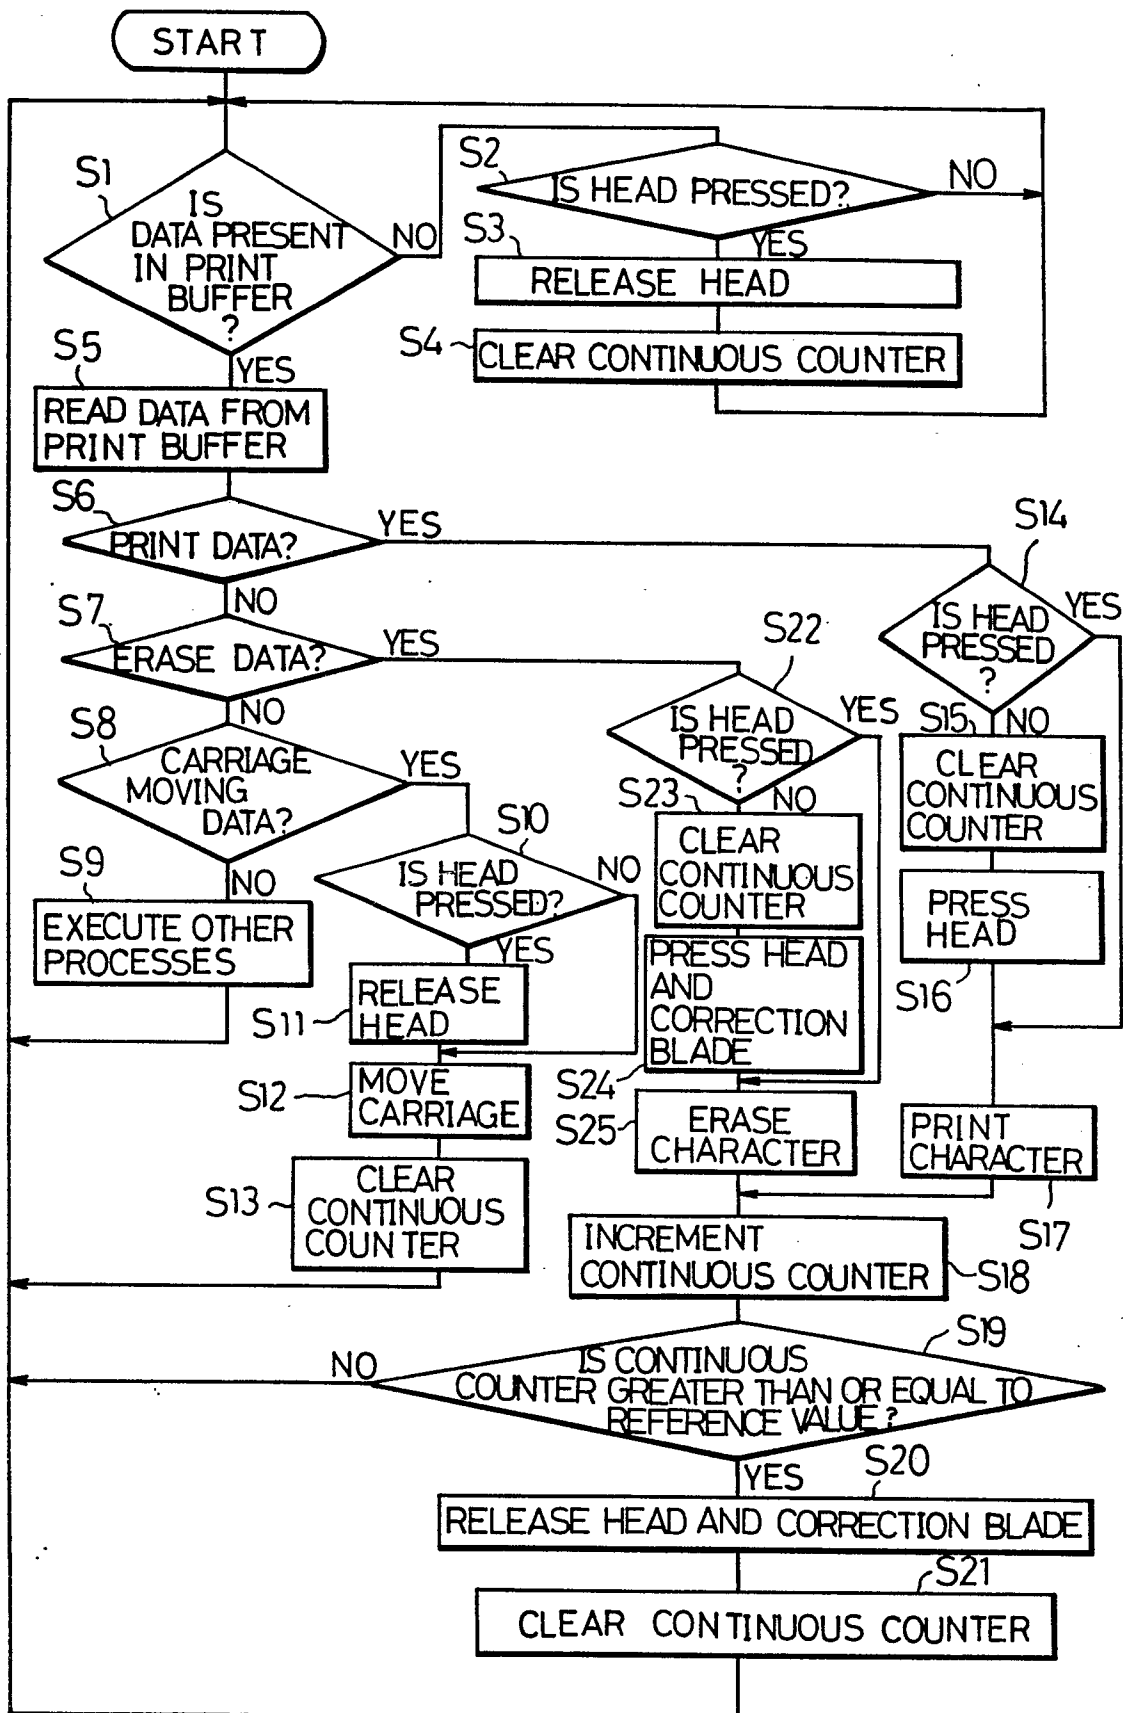 START
S1
IS
DATA PRESENT
IN PRINT
BUFFER
?
NO
YES
S2
IS HEAD PRESSED?
NO
YES
S3
RELEASE HEAD
S4
CLEAR CONTINUOUS COUNTER
S5
READ DATA FROM
PRINT BUFFER
S6
PRINT DATA?
YES
NO
S7
ERASE DATA?
YES
NO
S8
CARRIAGE
MOVING
DATA?
YES
NO
S9
EXECUTE OTHER
PROCESSES
S10
IS HEAD
PRESSED?
NO
YES
S11
RELEASE
HEAD
S12
MOVE
CARRIAGE
S13
CLEAR
CONTINUOUS
COUNTER
S14
IS HEAD
PRESSED
?
YES
NO
S15
CLEAR
CONTINUOUS
COUNTER
PRESS
HEAD
S16
PRINT
CHARACTER
S17
S22
IS HEAD
PRESSED
?
YES
NO
S23
CLEAR
CONTINUOUS
COUNTER
PRESS HEAD
AND
CORRECTION
BLADE
S24
S25
ERASE
CHARACTER
INCREMENT
CONTINUOUS COUNTER
S18
S19
IS CONTINUOUS
COUNTER GREATER THAN OR EQUAL TO
REFERENCE VALUE?
NO
YES
S20
RELEASE HEAD AND CORRECTION BLADE
S21
CLEAR CONTINUOUS COUNTER